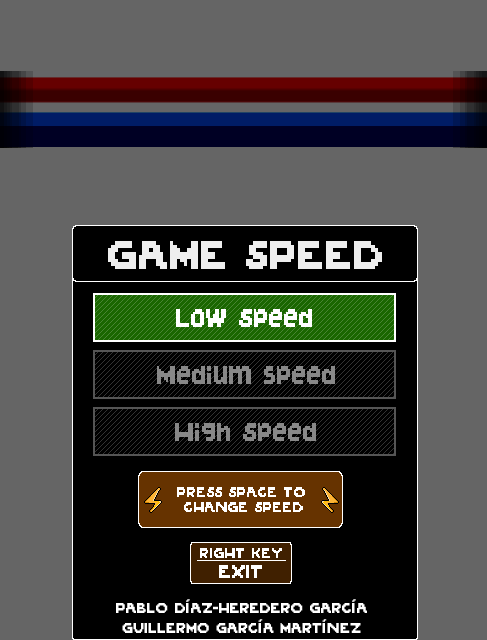 GAME SPEED
Low Speed
Medium Speed
High Speed
PRESS SPACE TO
CHANGE SPEED
RIGHT KEY
EXIT
PABLO DÍAZ-HEREDERO GARCÍA
GUILLERMO GARCÍA MARTÍNEZ